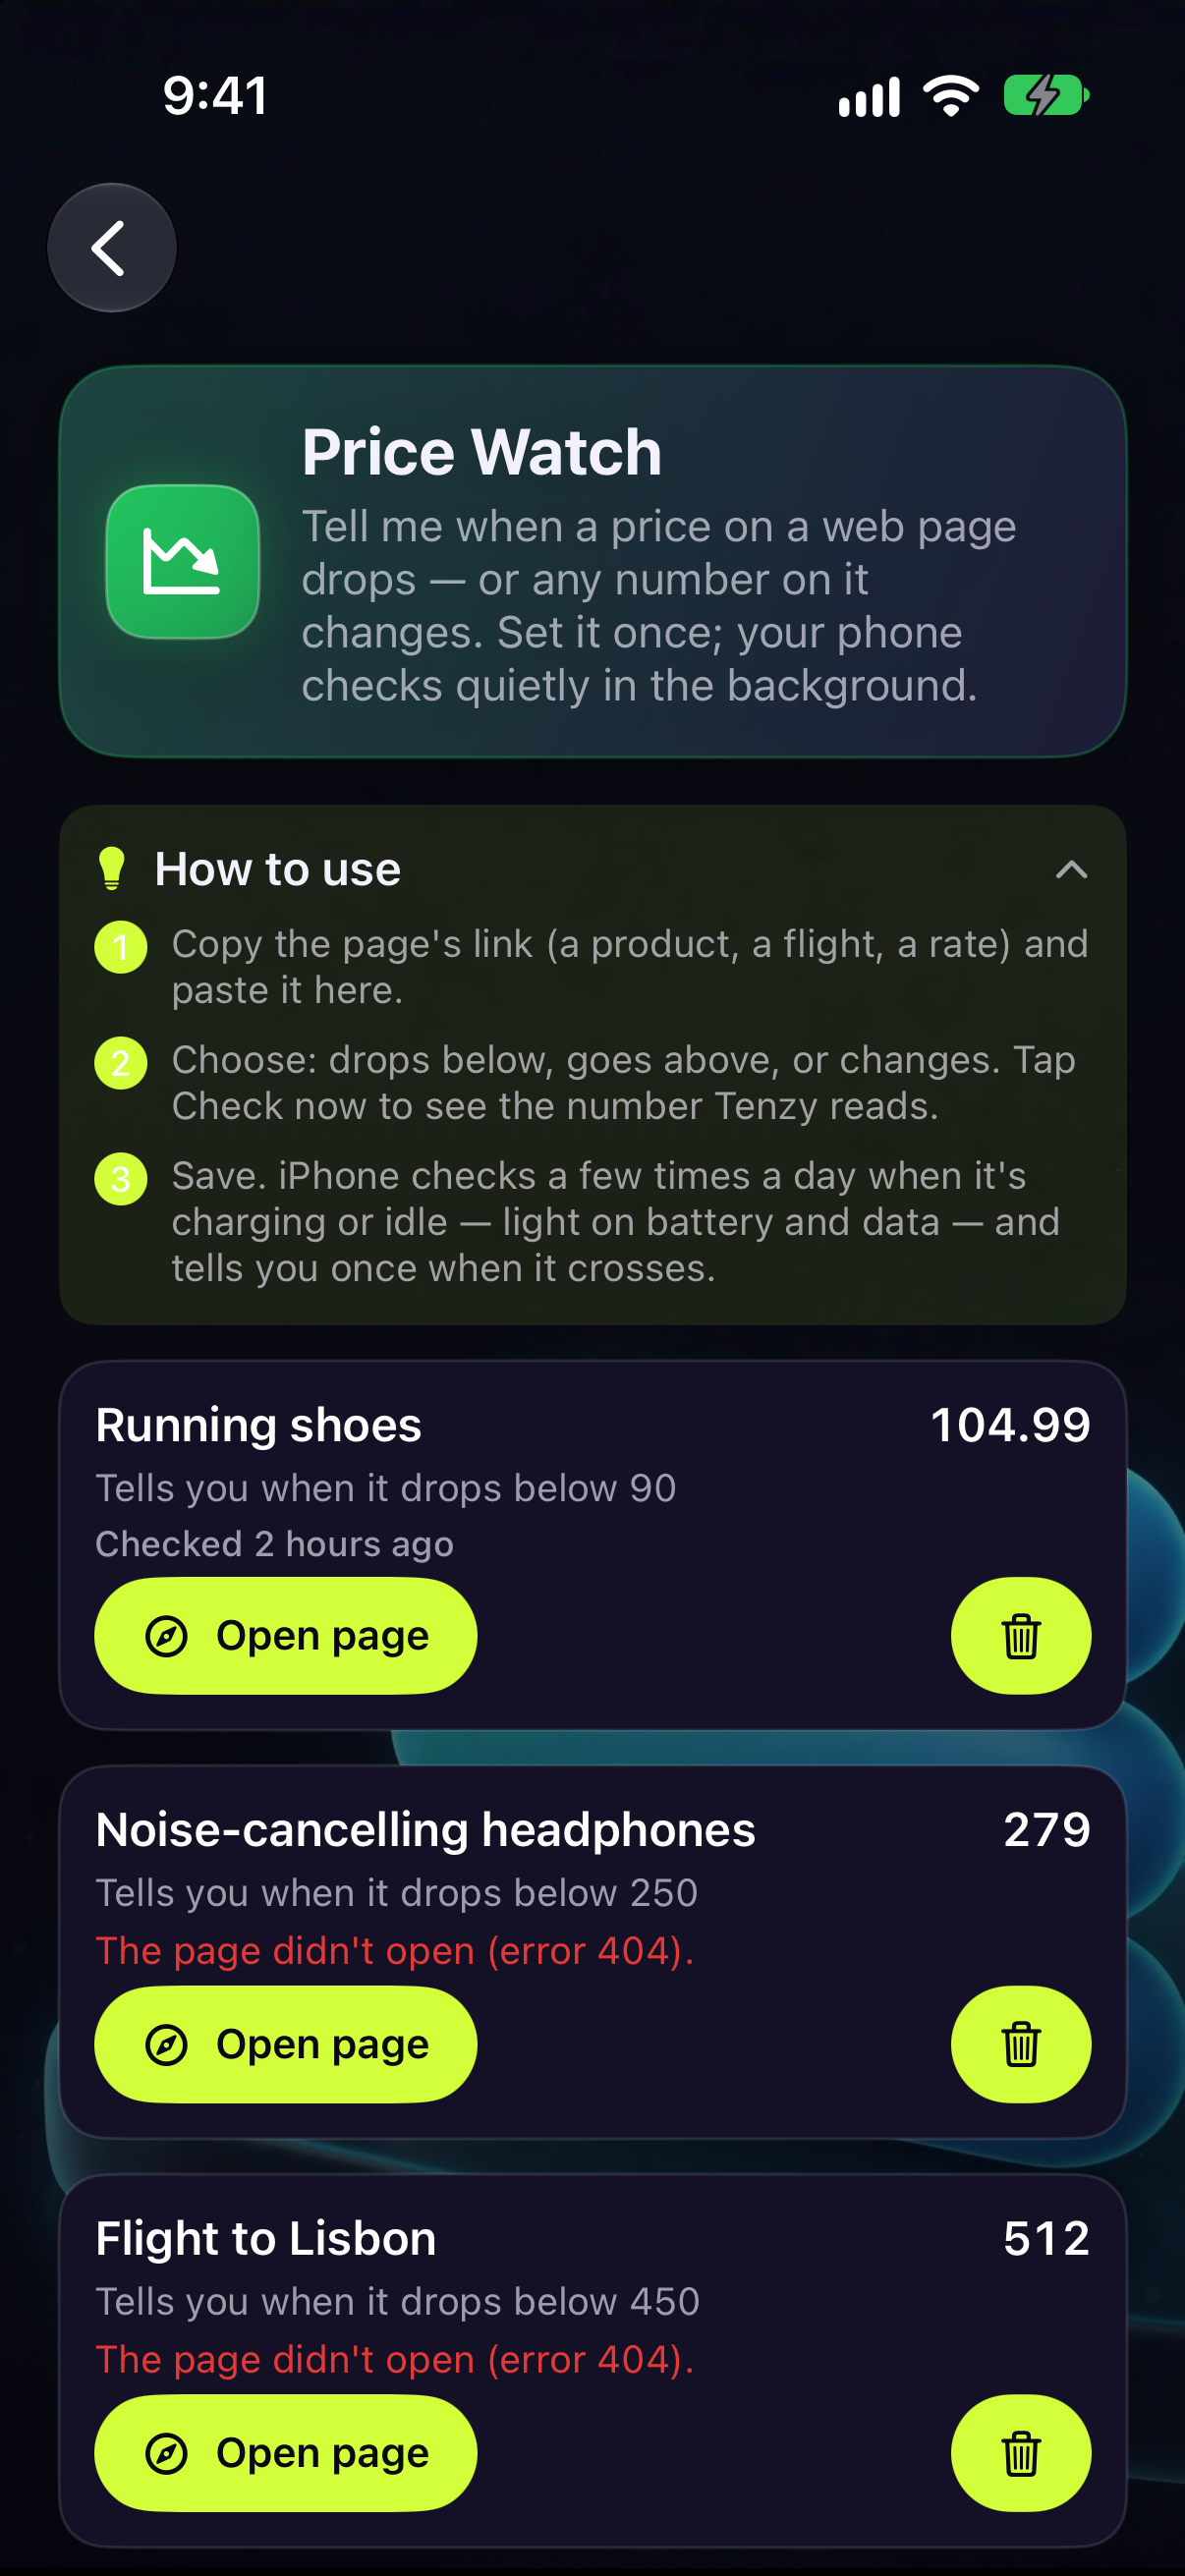 9:41
Price Watch
Tell me when a price on a web page
drops — or any number on it
changes. Set it once; your phone
checks quietly in the background.
How to use
1 Copy the page's link (a product, a flight, a rate) and
paste it here.
2 Choose: drops below, goes above, or changes. Tap
Check now to see the number Tenzy reads.
3 Save. iPhone checks a few times a day when it's
charging or idle — light on battery and data — and
tells you once when it crosses.
Running shoes 104.99
Tells you when it drops below 90
Checked 2 hours ago
Open page
Noise-cancelling headphones 279
Tells you when it drops below 250
The page didn't open (error 404).
Open page
Flight to Lisbon 512
Tells you when it drops below 450
The page didn't open (error 404).
Open page